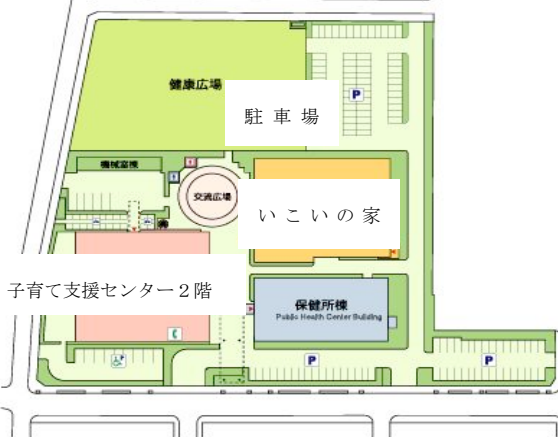 健康広場
P
駐 車 場
機械室棟
交流広場
いこいの家
子育て支援センター２階
保健所棟
Public Health Center Building
P
P
P